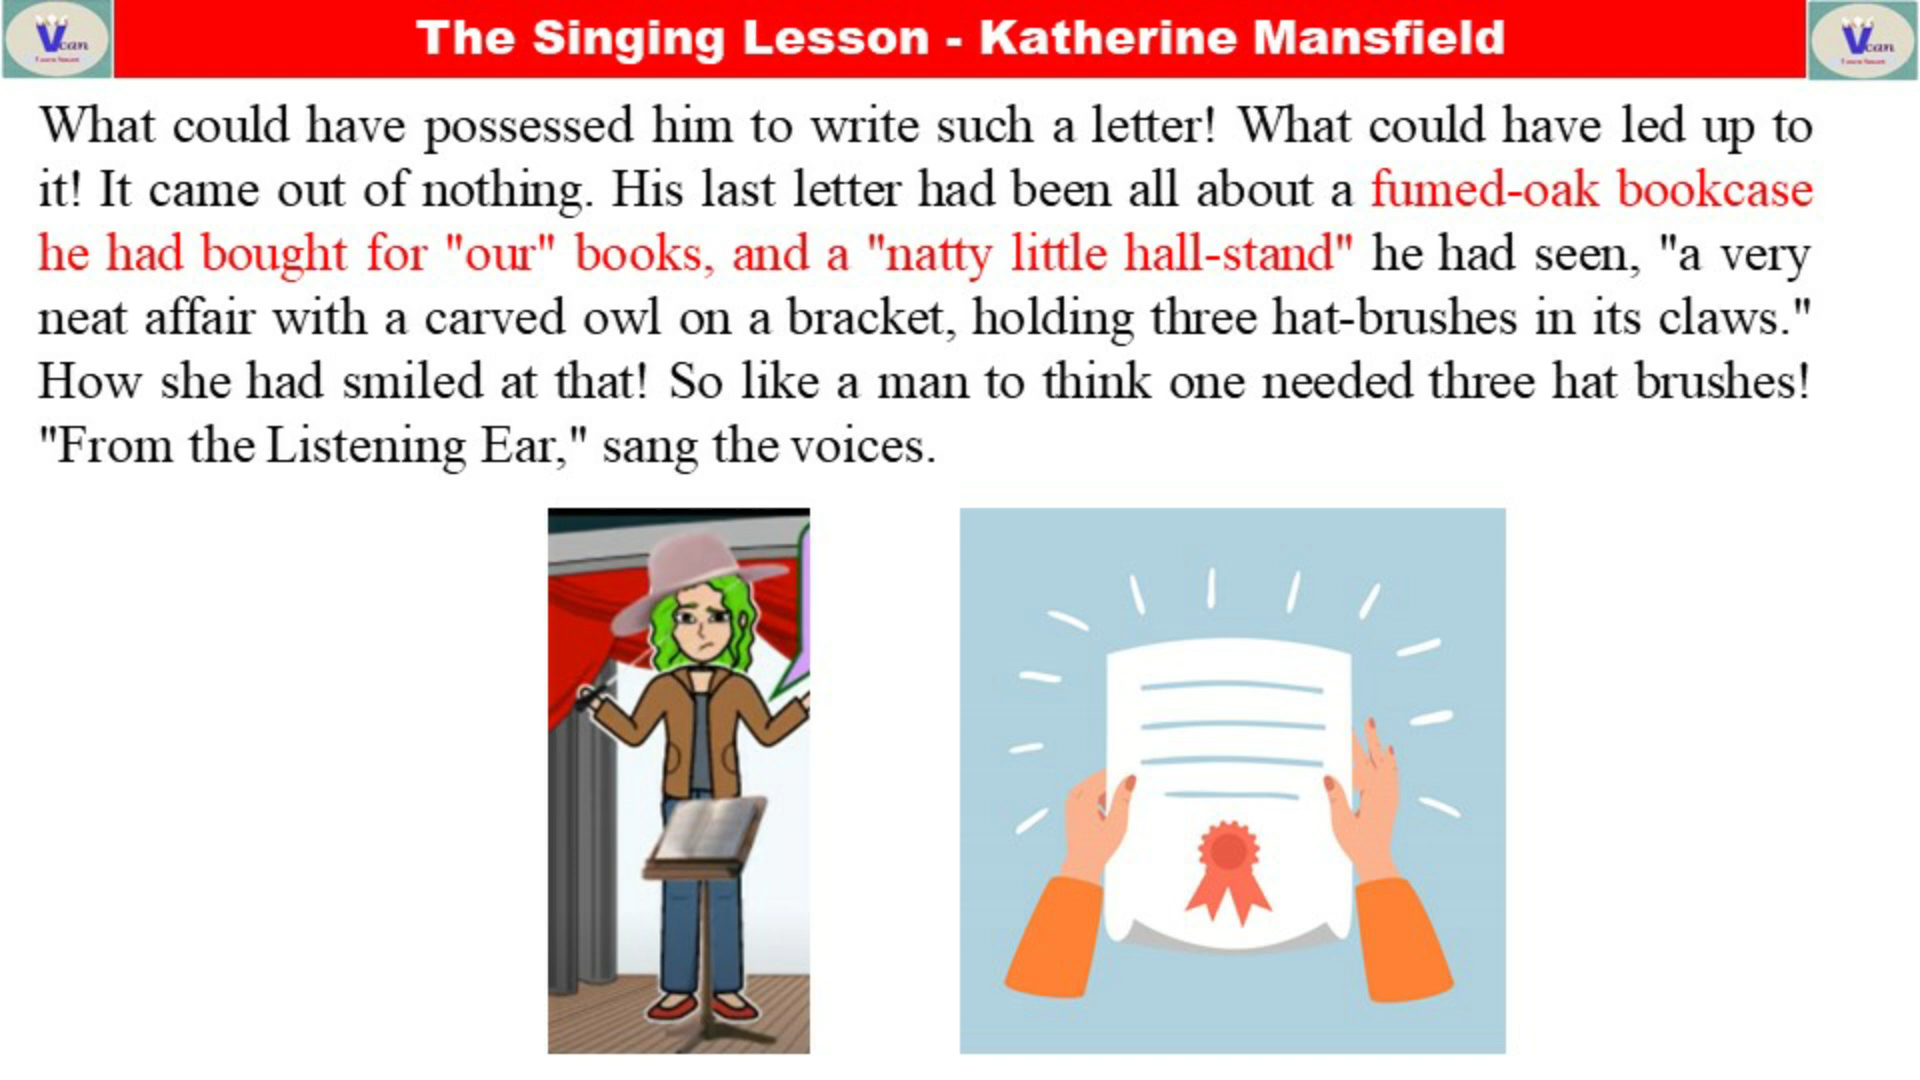 Vcan
The Singing Lesson - Katherine Mansfield
Vcan
What could have possessed him to write such a letter! What could have led up to
it! It came out of nothing. His last letter had been all about a fumed-oak bookcase
he had bought for "our" books, and a "natty little hall-stand" he had seen, "a very
neat affair with a carved owl on a bracket, holding three hat-brushes in its claws."
How she had smiled at that! So like a man to think one needed three hat brushes!
"From the Listening Ear," sang the voices.